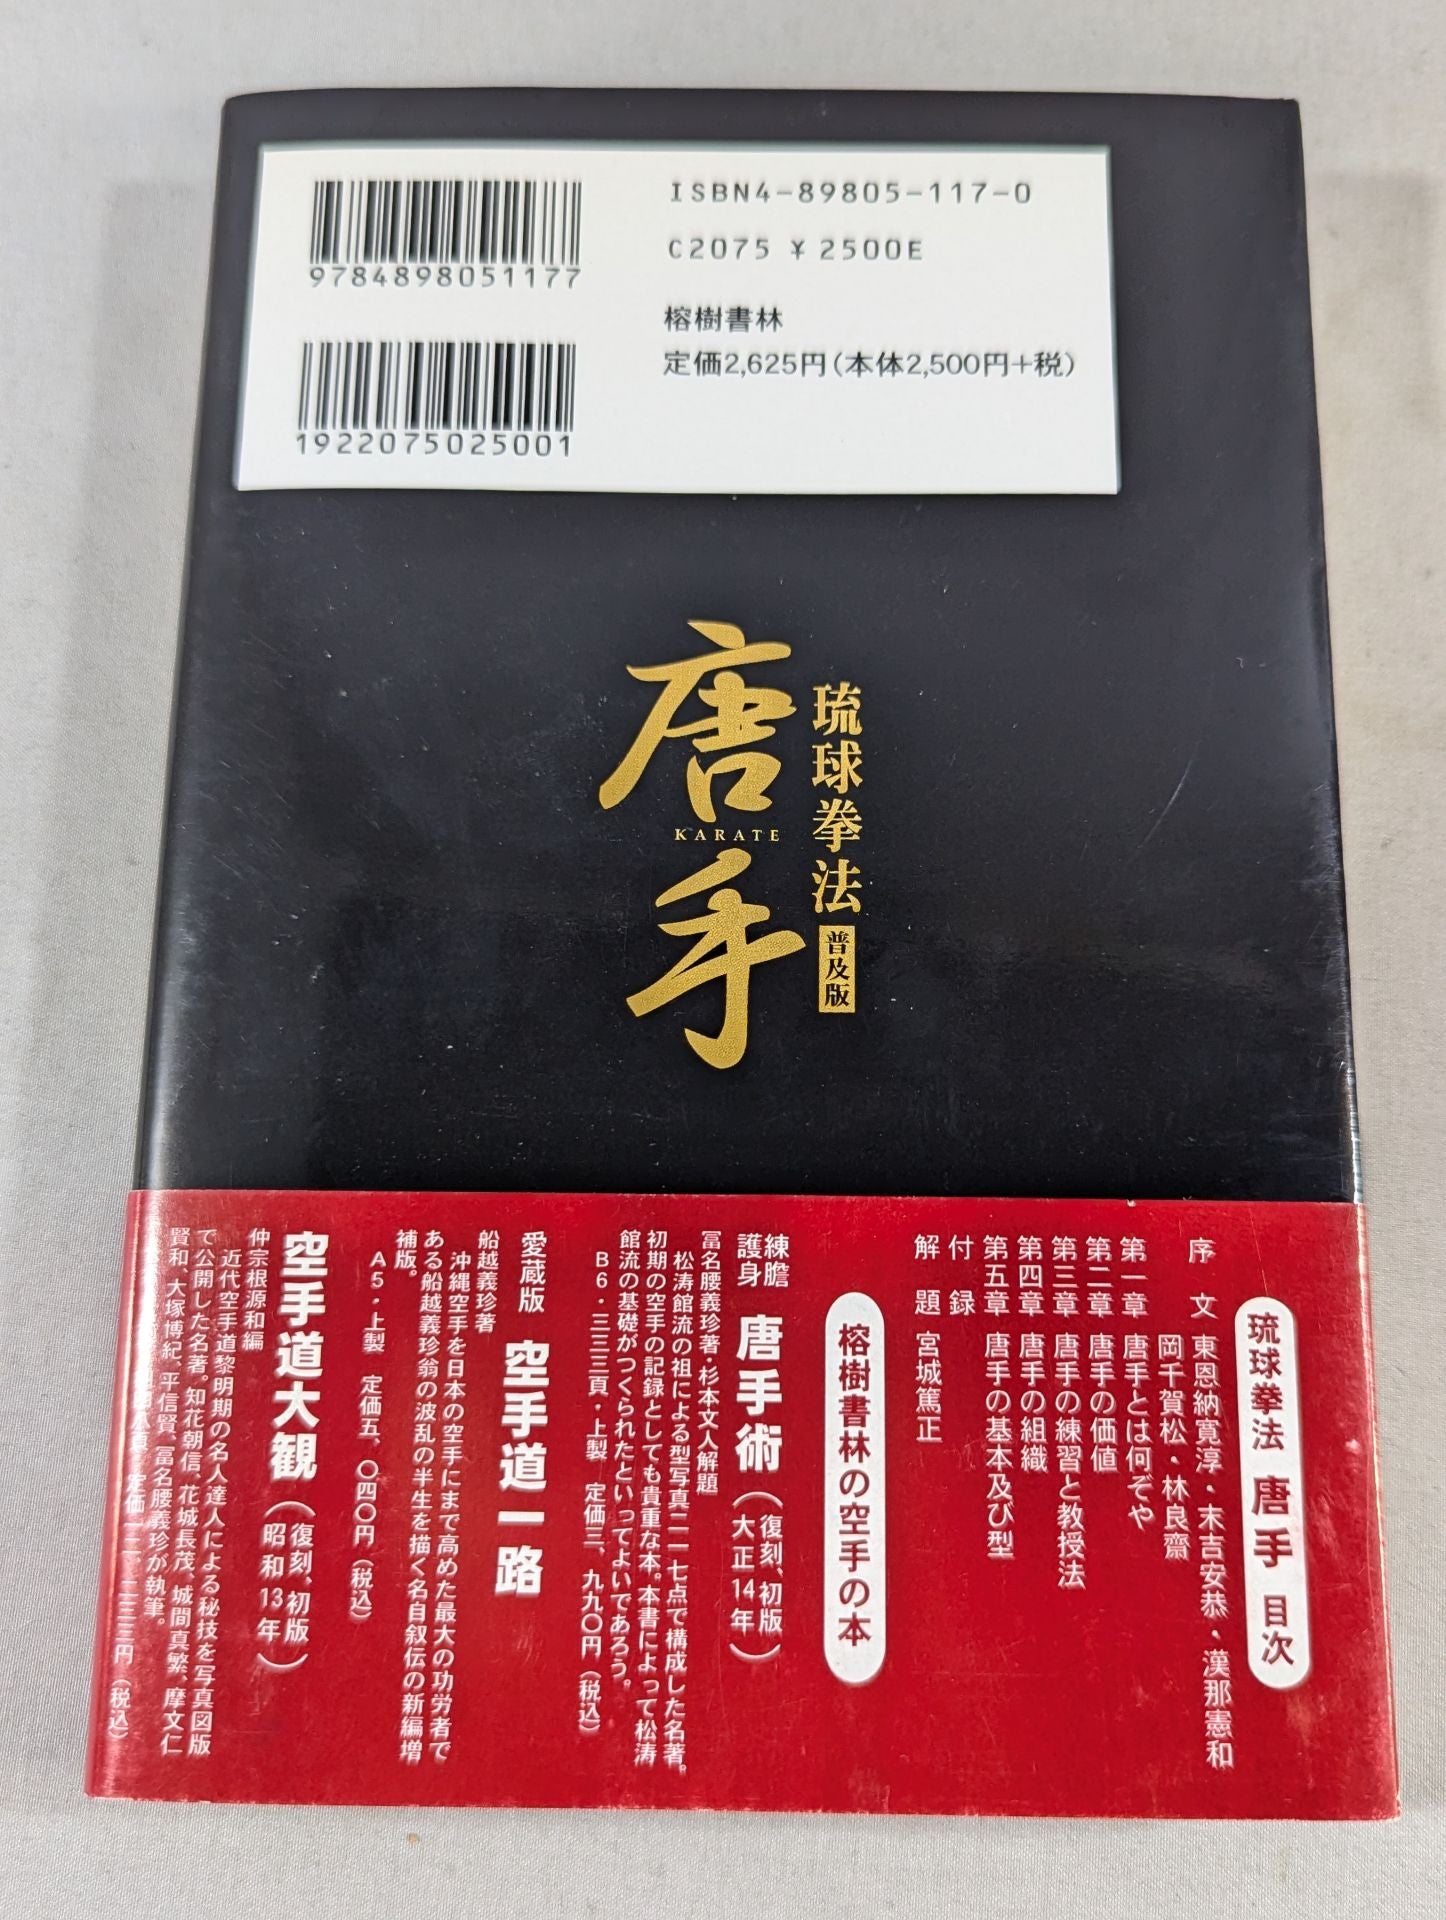 9784898051177
1922075025001
ISBN4-89805-117-0
C2075 ¥2500E
榕樹書林
定価2,625円(本体2,500円+税)
琉球拳法
普及版
唐手
KARATE
琉球拳法 唐手 目次
序文 東恩納寛淳・末吉安恭・漢那憲和
岡千賀松・林良齋
第一章 唐手とは何ぞや
第二章 唐手の価値
第三章 唐手の練習と教授法
第四章 唐手の組織
第五章 唐手の基本及び型
付録
解題 宮城篤正
榕樹書林の空手の本
練膽
護身 唐手術(復刻、初版 大正14年)
冨名腰義珍著・杉本文人解題
松涛館流の祖による型写真二一七点で構成した名著。
初期の空手の記録としても貴重な本。本書によって松涛
館流の基礎がつくられたといってよいであろう。
B6・三三三頁・上製 定価三、九九〇円(税込)
愛蔵版 空手道一路
船越義珍著
沖縄空手を日本の空手にまで高めた最大の功労者で
ある船越義珍翁の波乱の半生を描く名自叙伝の新編増
補版。
A5・上製 定価五、〇四〇円(税込)
空手道大観(復刻、初版 昭和13年)
仲宗根源和編
近代空手道黎明期の名人達人による秘技を写真図版
で公開した名著。知花朝信、花城長茂、城間真繁、摩文仁
賢和、大塚博紀、平信賢、冨名腰義珍が執筆。
定価
円(税込)